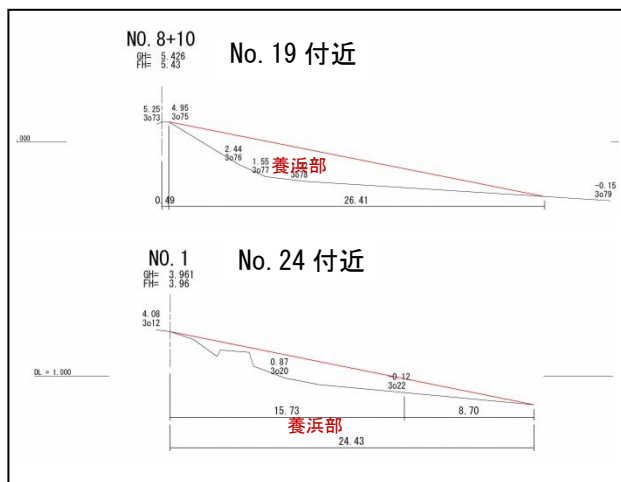 NO.8+10
No.19 付近
GH= 5.426
FH= 5.43
5.25
3o73
4.95
3o75
.000
2.44
3o76
1.55
3o77
養浜部
3o78
-0.15
3o79
0.49
26.41
NO.1
No.24 付近
GH= 3.961
FH= 3.96
4.08
3o12
DL = 1.000
0.87
3o20
-0.12
3o22
15.73
8.70
養浜部
24.43